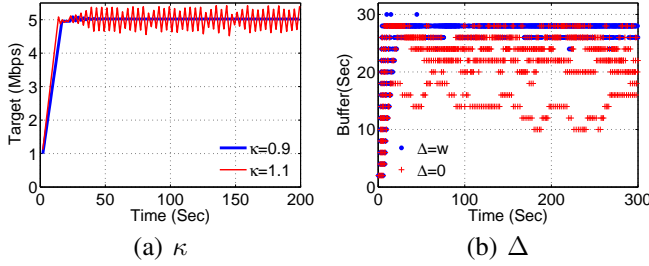 Target (Mbps)
6
5
4
3
2
1
0
0 50 100 150 200
Time (Sec)
κ=0.9
κ=1.1
(a) κ
Buffer(Sec)
30
20
10
0
0 100 200 300
Time (Sec)
Δ=w
Δ=0
(b) Δ